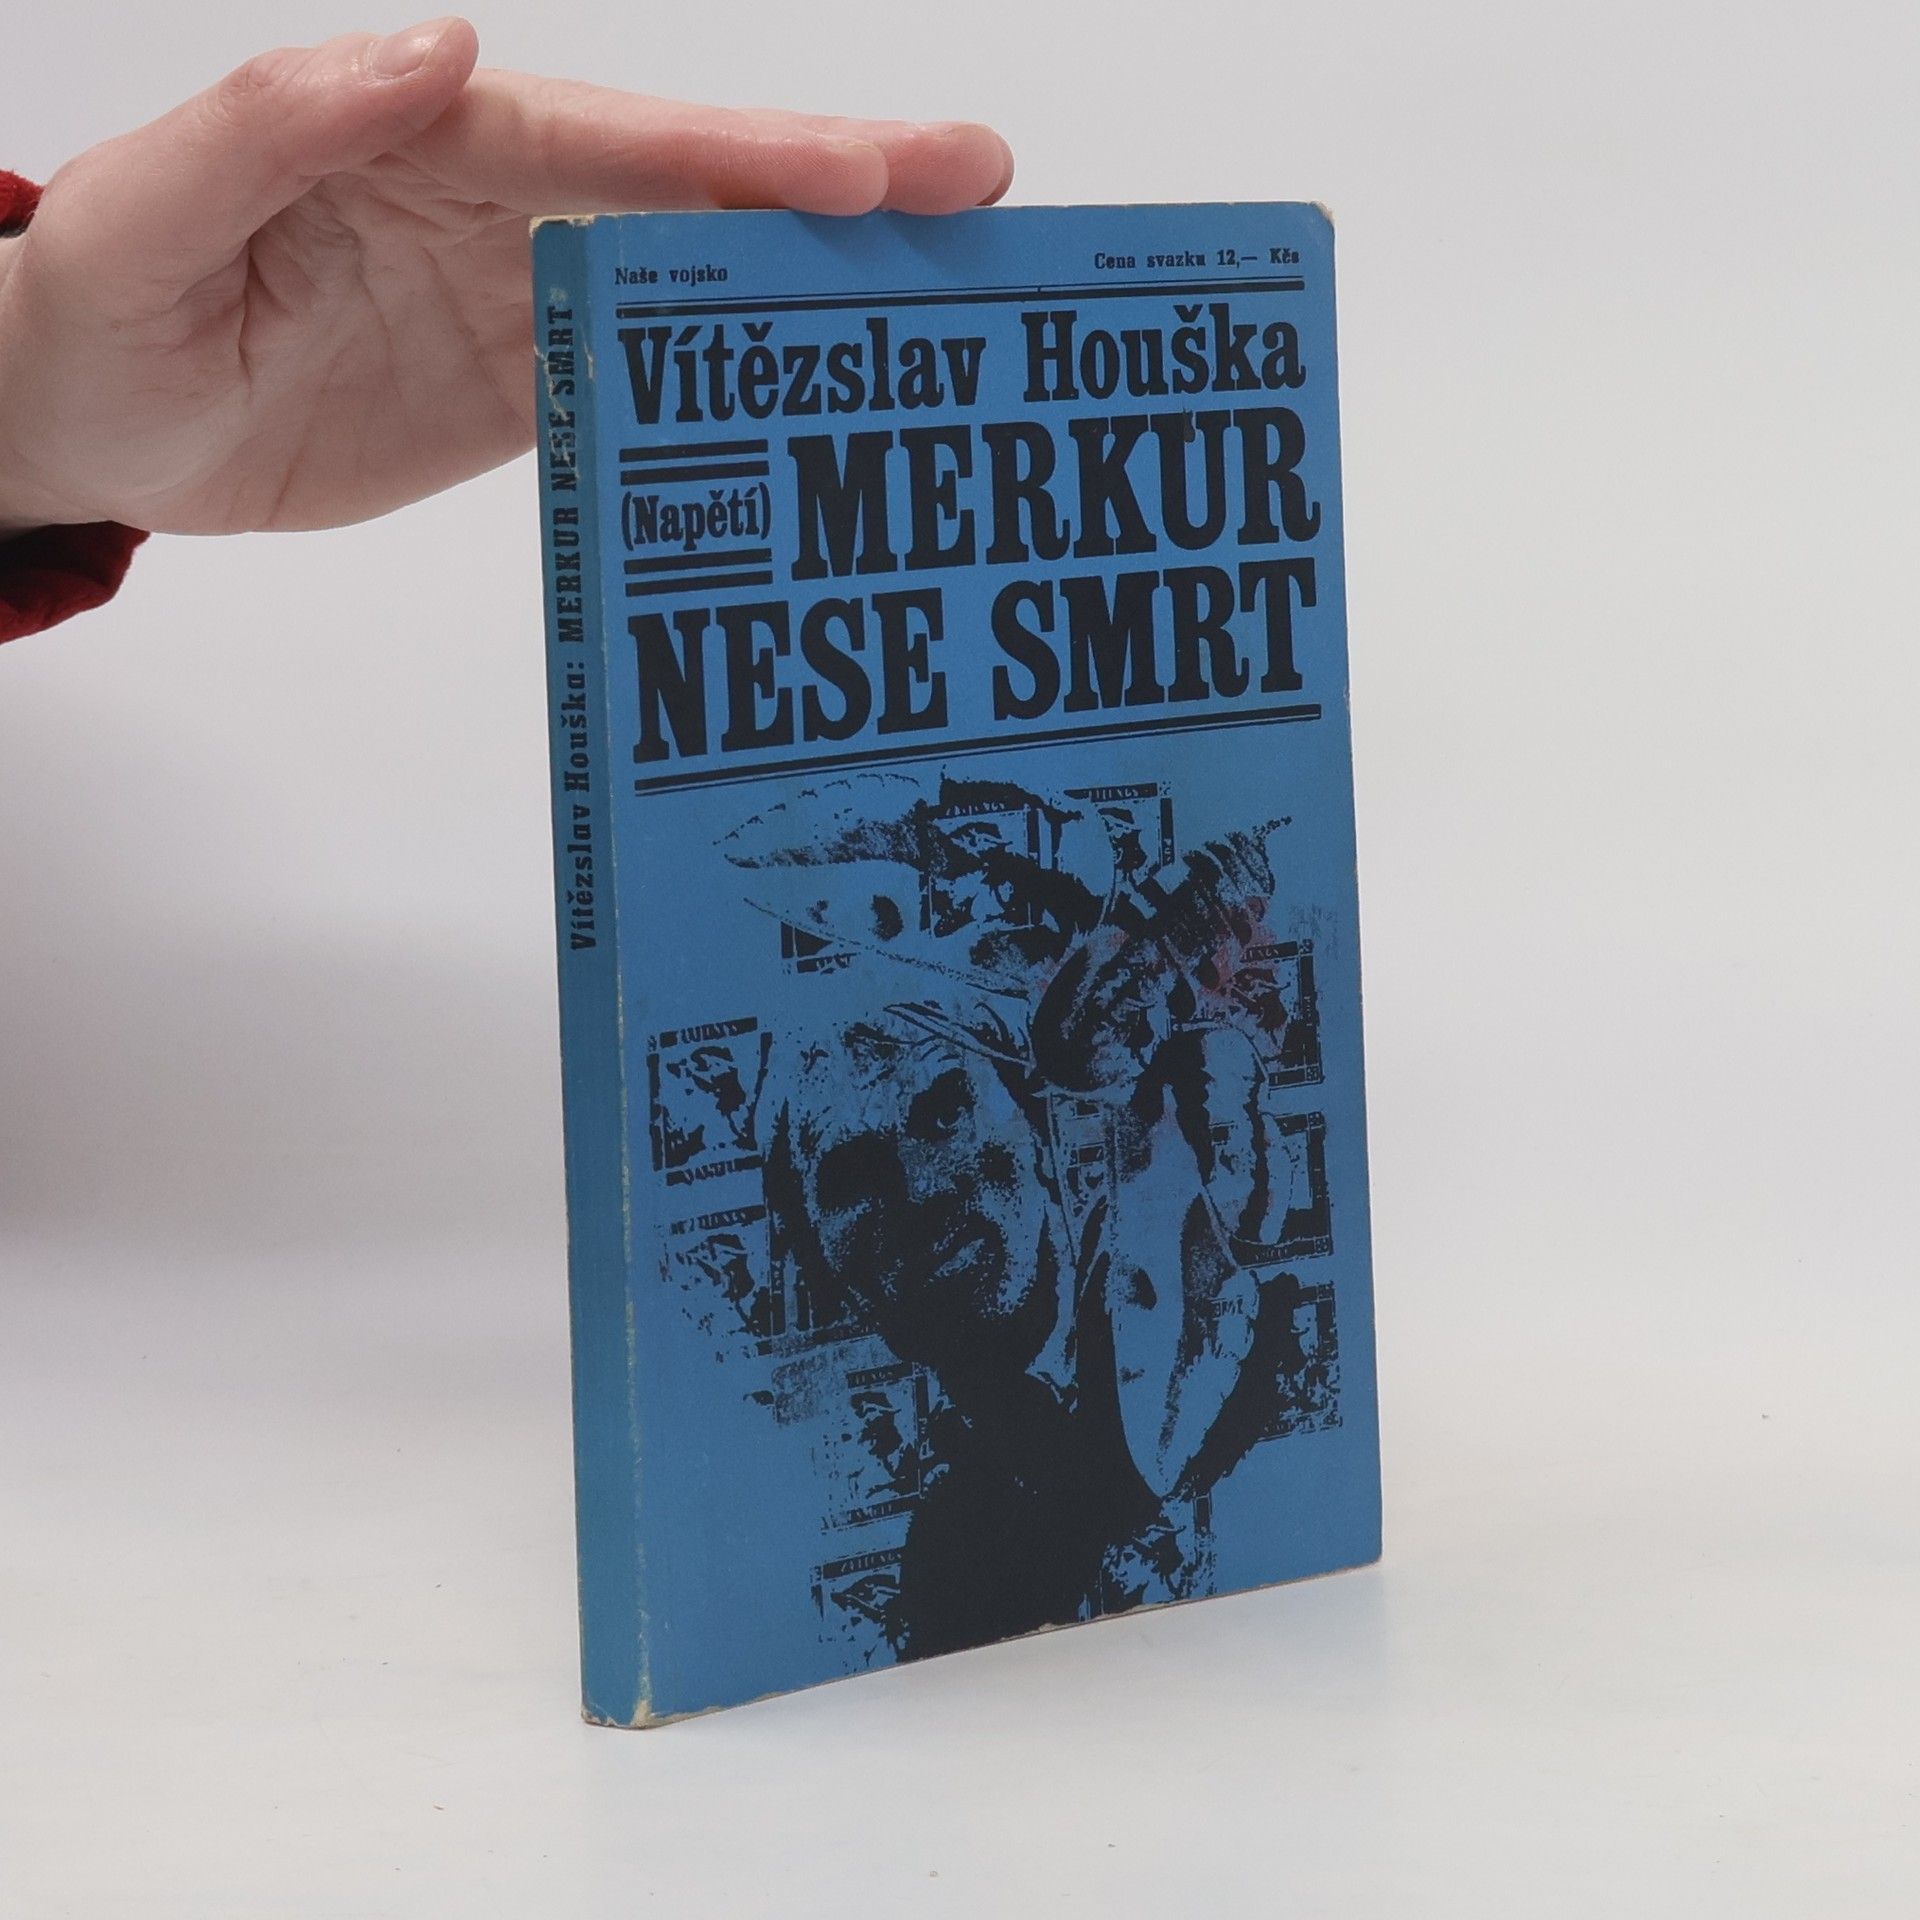 Naše vojsko
Cena svazku 12,— Kčs
Vítězslav Houška
(Napětí)
MERKUR
NESE SMRT
Vítězslav Houška: MERKUR NESE SMRT